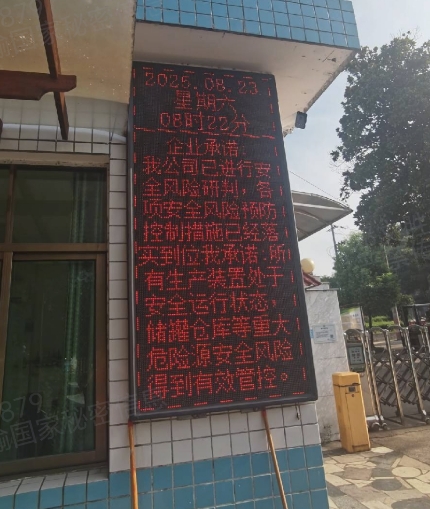 2025.08.23
星期六
08时22分
企业承诺:
我公司已进行安
全风险研判，各
项安全风险预防
控制措施已经落
实到位我承诺:所
有生产装置处于
安全运行状态，
储罐仓库等重大
危险源安全风险
得到有效管控。